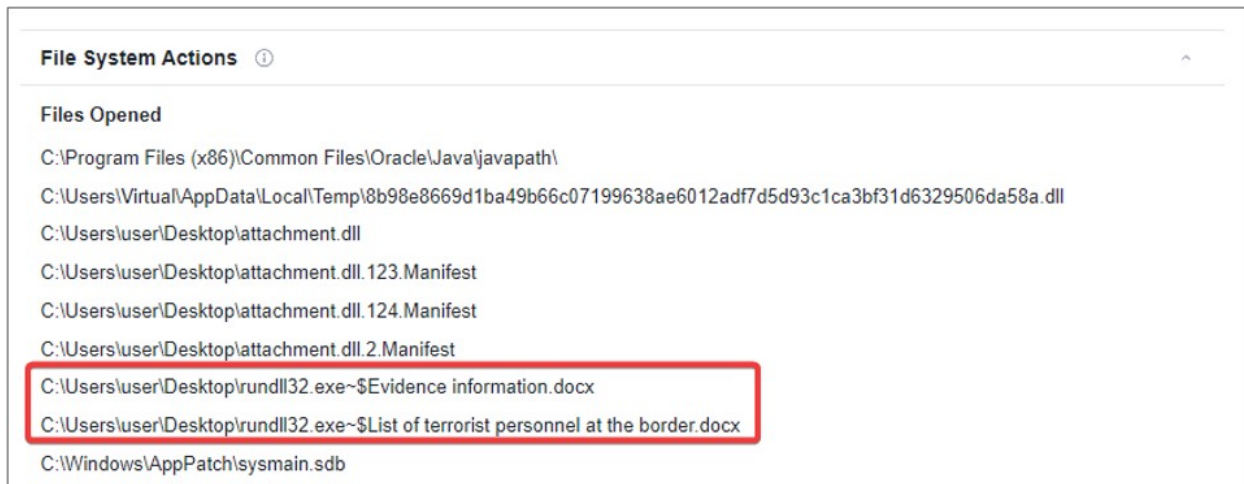 File System Actions
Files Opened
C:\Program Files (x86)\Common Files\Oracle\Java\javapath\
C:\Users\Virtual\AppData\Local\Temp\8b98e8669d1ba49b66c07199638ae6012adf7d5d93c1ca3bf31d6329506da58a.dll
C:\Users\user\Desktop\attachment.dll
C:\Users\user\Desktop\attachment.dll.123.Manifest
C:\Users\user\Desktop\attachment.dll.124.Manifest
C:\Users\user\Desktop\attachment.dll.2.Manifest
C:\Users\user\Desktop\rundll32.exe~$Evidence information.docx
C:\Users\user\Desktop\rundll32.exe~$List of terrorist personnel at the border.docx
C:\Windows\AppPatch\sysmain.sdb